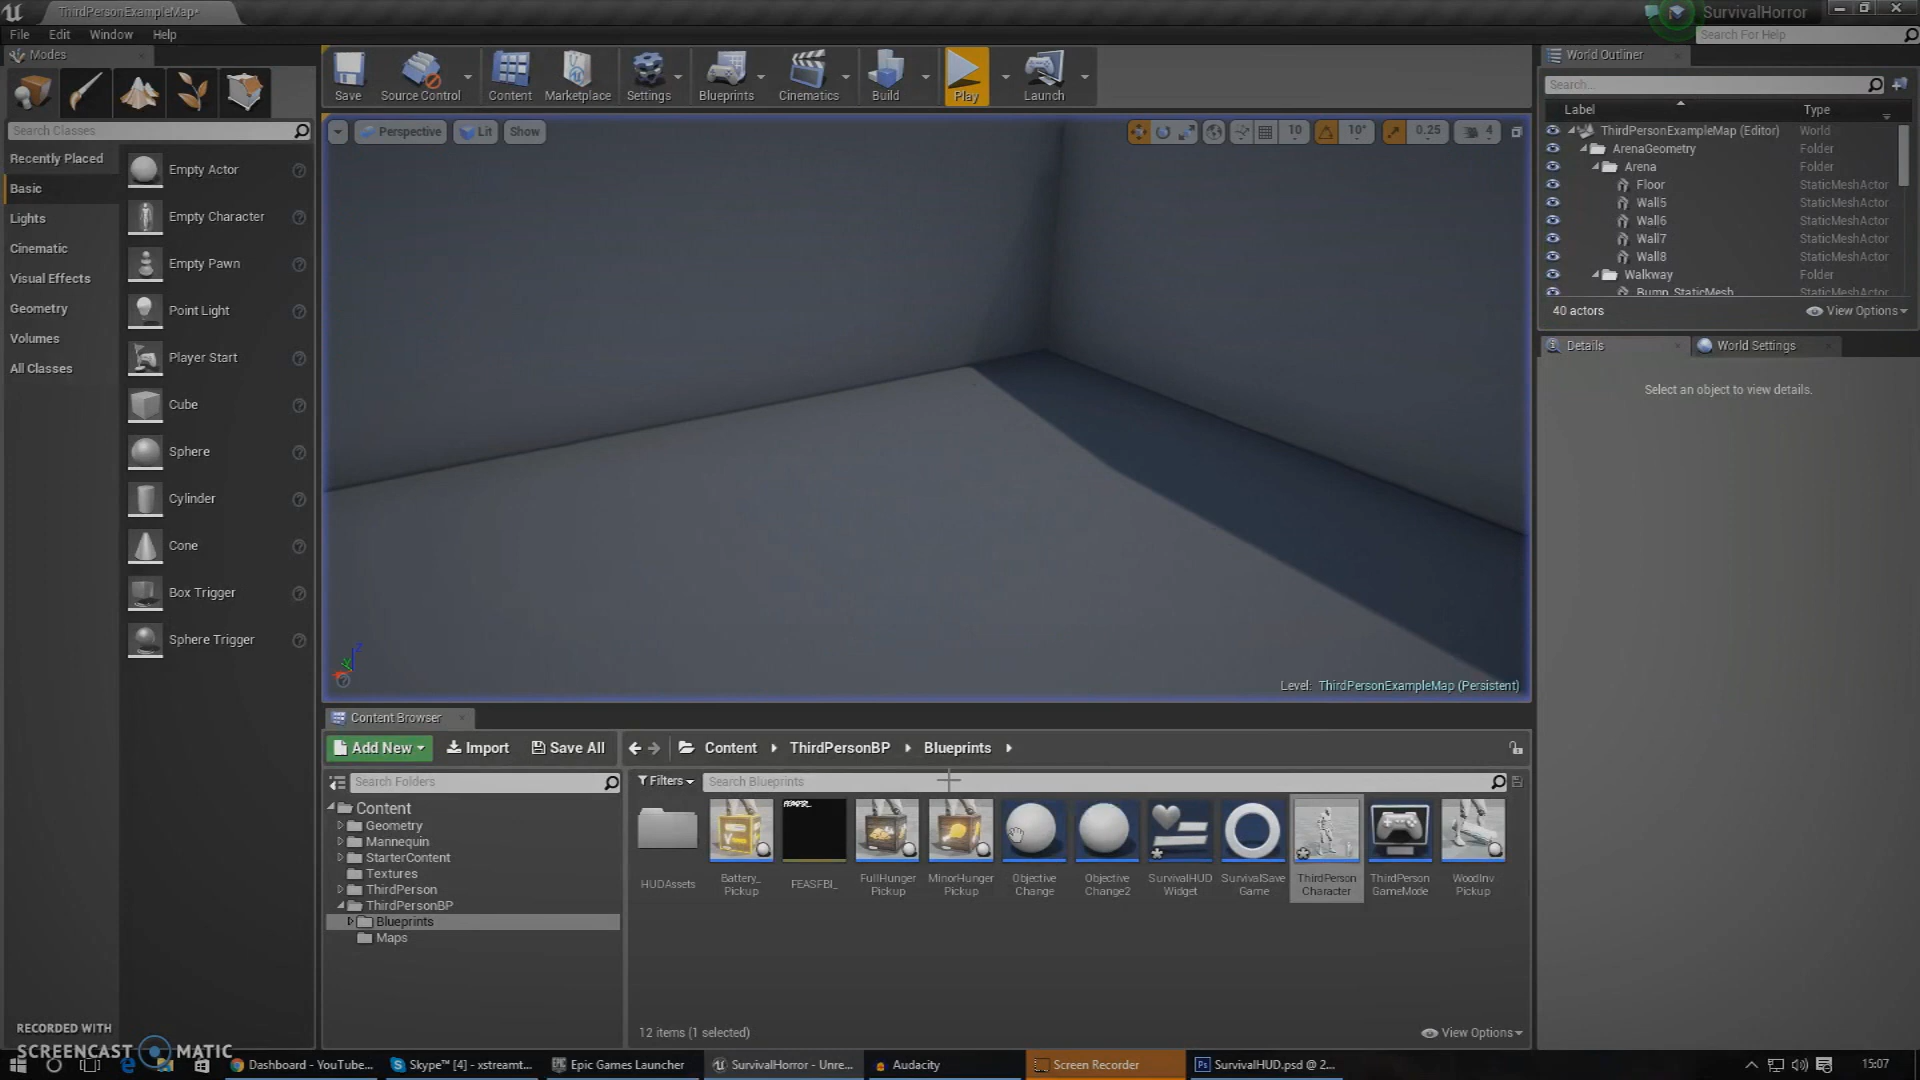 ThirdPersonExampleMap*
SurvivalHorror
File Edit Window Help
Search For Help
Modes
Save
Source Control
Content
Marketplace
Settings
Blueprints
Cinematics
Build
Play
Launch
World Outliner
Search...
Label Type
Search Classes
Perspective Lit Show
10 10° 0.25 4
ThirdPersonExampleMap (Editor) World
ArenaGeometry Folder
Arena Folder
Floor StaticMeshActor
Wall5 StaticMeshActor
Wall6 StaticMeshActor
Wall7 StaticMeshActor
Wall8 StaticMeshActor
Walkway Folder
Bump_StaticMesh StaticMeshActor
40 actors
View Options
Recently Placed
Basic
Lights
Cinematic
Visual Effects
Geometry
Volumes
All Classes
Empty Actor
Empty Character
Empty Pawn
Point Light
Player Start
Cube
Sphere
Cylinder
Cone
Box Trigger
Sphere Trigger
Details
World Settings
Select an object to view details.
Level: ThirdPersonExampleMap (Persistent)
Content Browser
Add New Import Save All
Content ThirdPersonBP Blueprints
Search Folders
Filters
Search Blueprints
Content
Geometry
Mannequin
StarterContent
Textures
ThirdPerson
ThirdPersonBP
Blueprints
Maps
HUDAssets
Battery_
Pickup
FEASFBI_
FullHunger
Pickup
MinorHunger
Pickup
Objective
Change
Objective
Change2
SurvivalHUD
Widget
SurvivalSave
Game
ThirdPerson
Character
ThirdPerson
GameMode
WoodInv
Pickup
12 items (1 selected)
View Options
RECORDED WITH
SCREENCAST MATIC
Dashboard - YouTube...
Skype™ [4] - xstreamt...
Epic Games Launcher
SurvivalHorror - Unre...
Audacity
Screen Recorder
SurvivalHUD.psd @ 2...
15:07